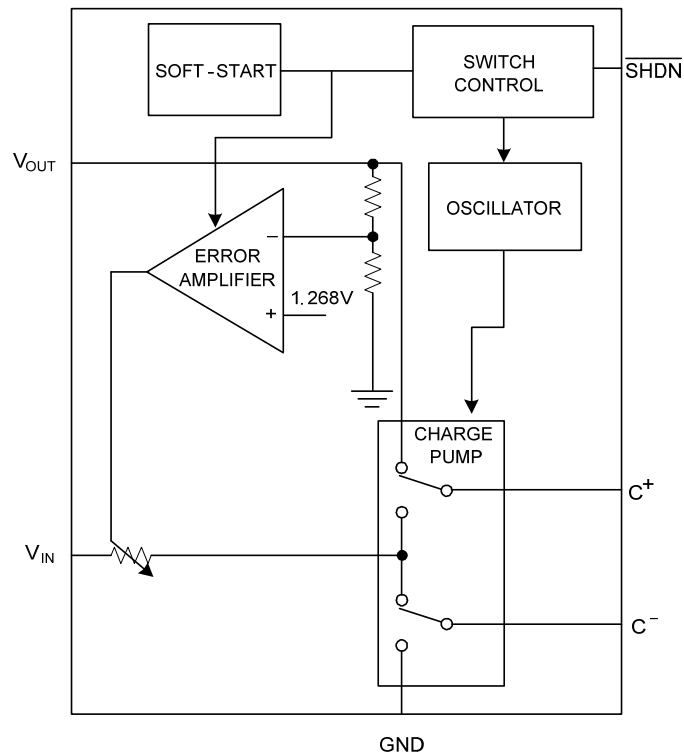 SOFT-START
SWITCH
CONTROL
SHDN
VOUT
OSCILLATOR
−
ERROR
AMPLIFIER
1.268V
+
CHARGE
PUMP
C+
VIN
C−
GND